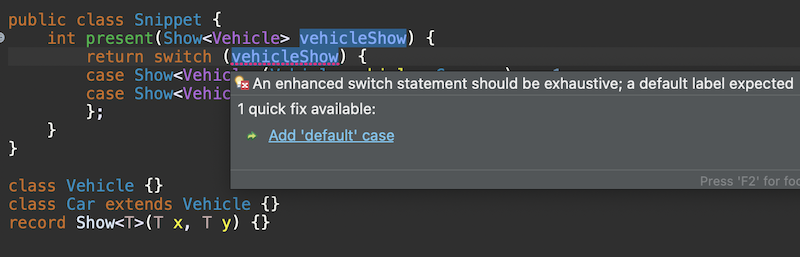 public class Snippet {
int present(Show<Vehicle> vehicleShow) {
return switch (vehicleShow) {
case Show<Vehic
case Show<Vehic
};
}
}
class Vehicle {}
class Car extends Vehicle {}
record Show<T>(T x, T y) {}
An enhanced switch statement should be exhaustive; a default label expected
1 quick fix available:
Add 'default' case
Press 'F2' for foc